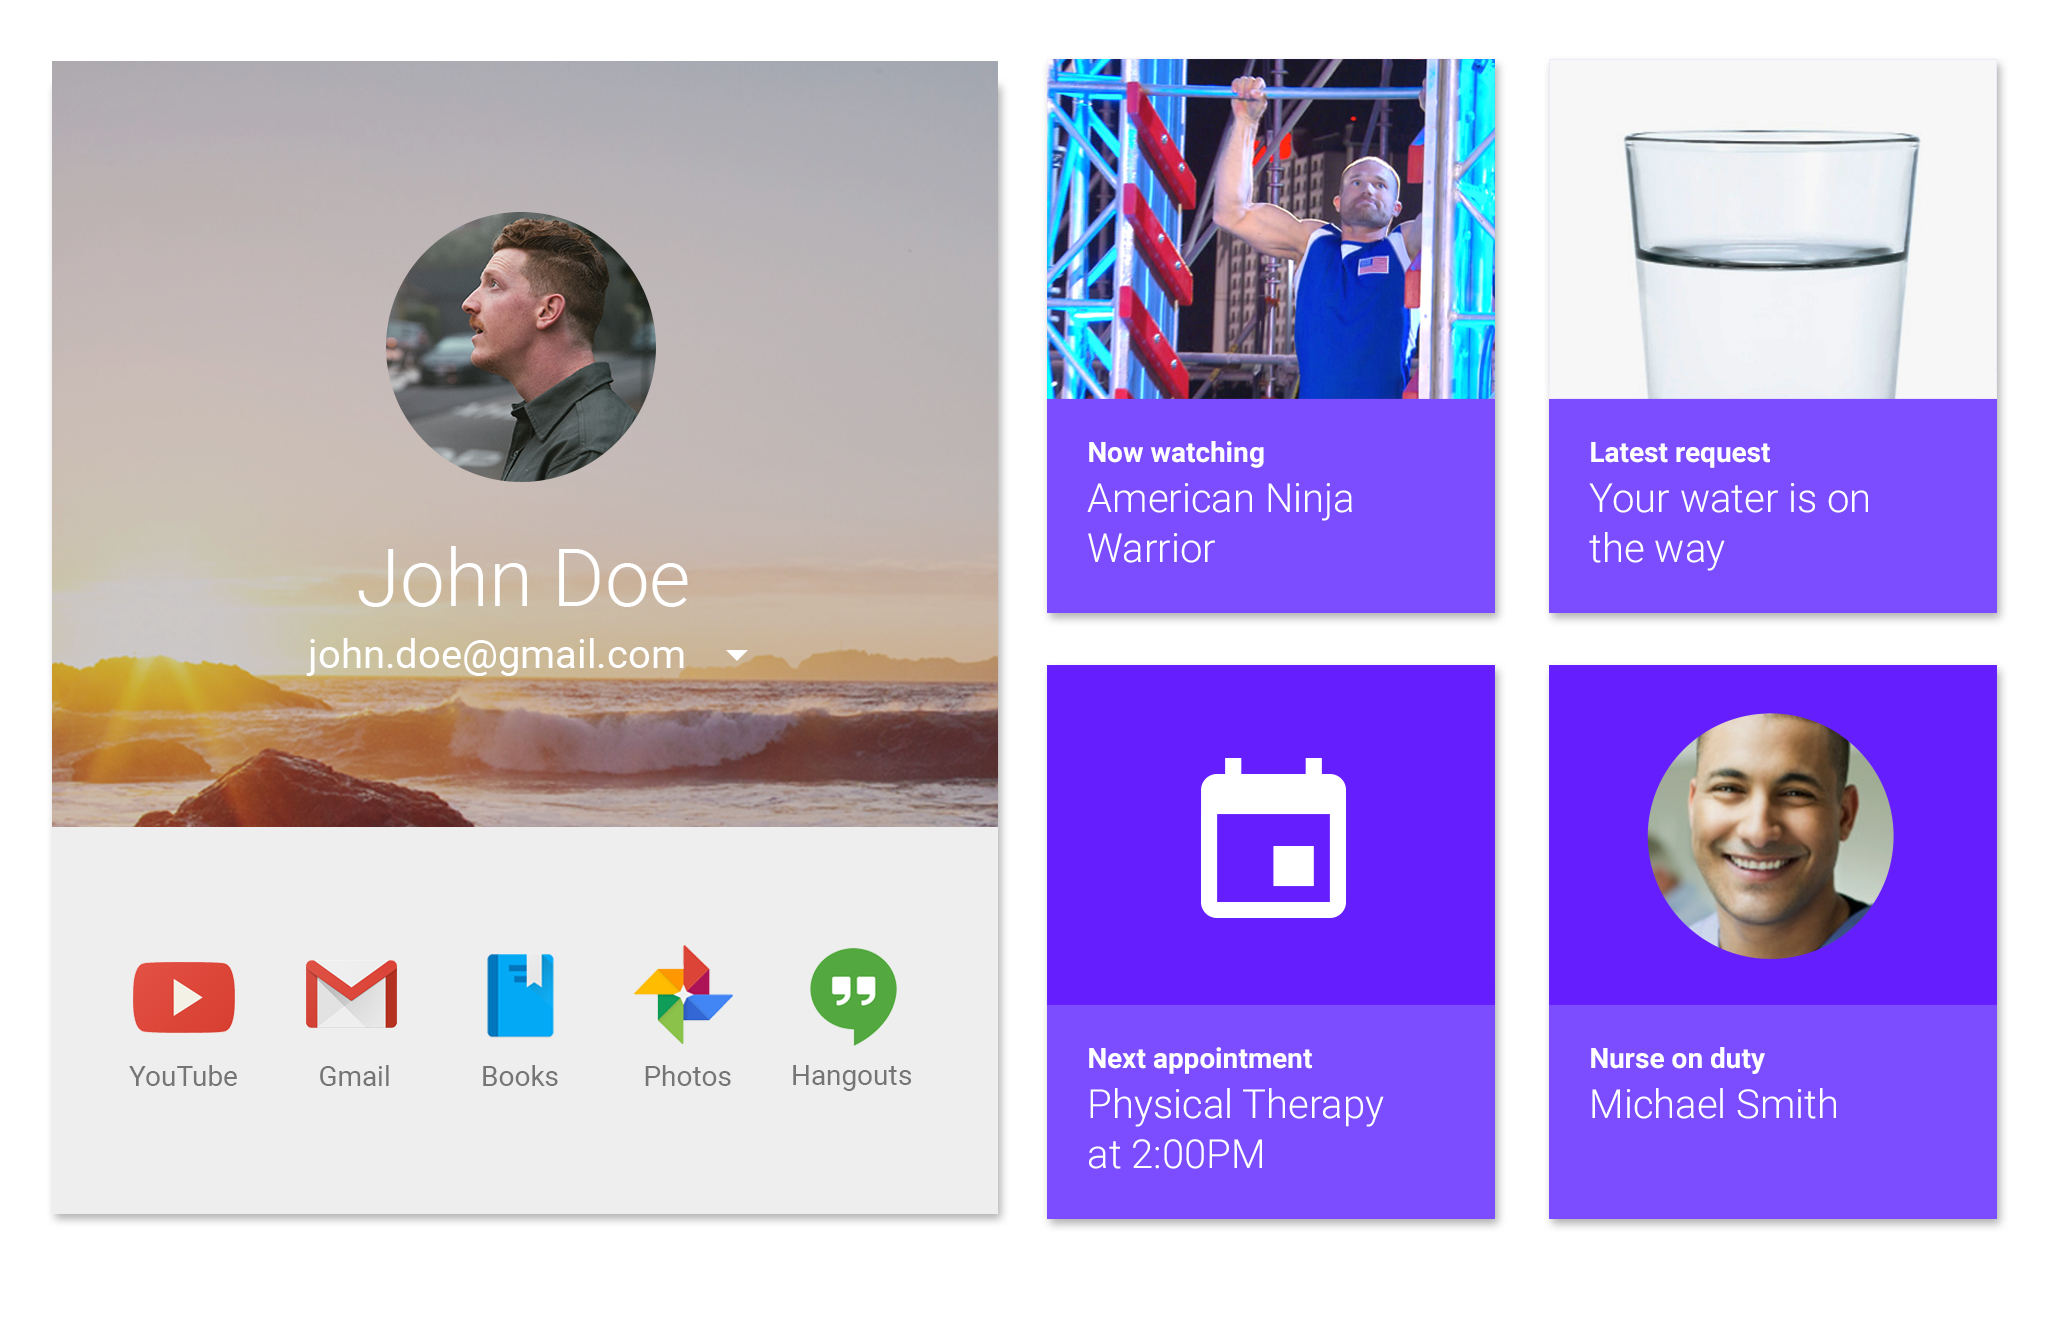 John Doe
john.doe@gmail.com
YouTube
Gmail
Books
Photos
Hangouts
Now watching
American Ninja
Warrior
Latest request
Your water is on
the way
Next appointment
Physical Therapy
at 2:00PM
Nurse on duty
Michael Smith